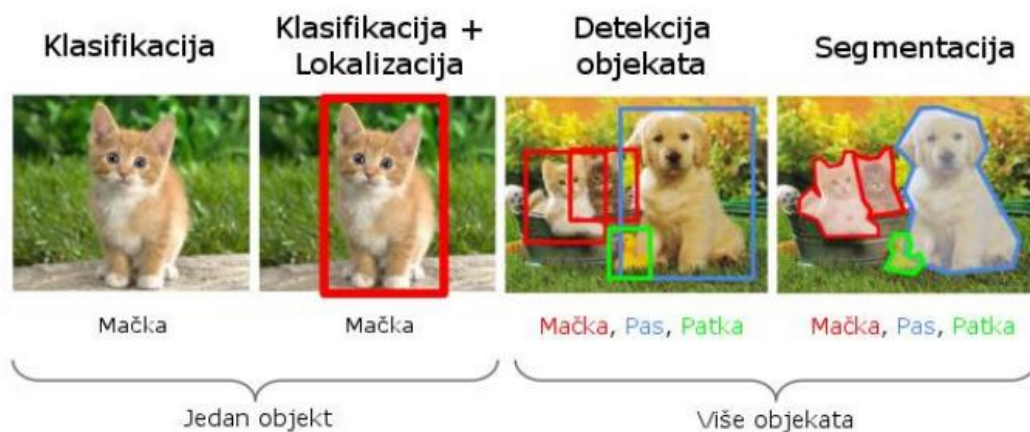 Klasifikacija
Klasifikacija +
Lokalizacija
Detekcija
objekata
Segmentacija
Mačka
Mačka
Mačka, Pas, Patka
Mačka, Pas, Patka
Jedan objekt
Više objekata